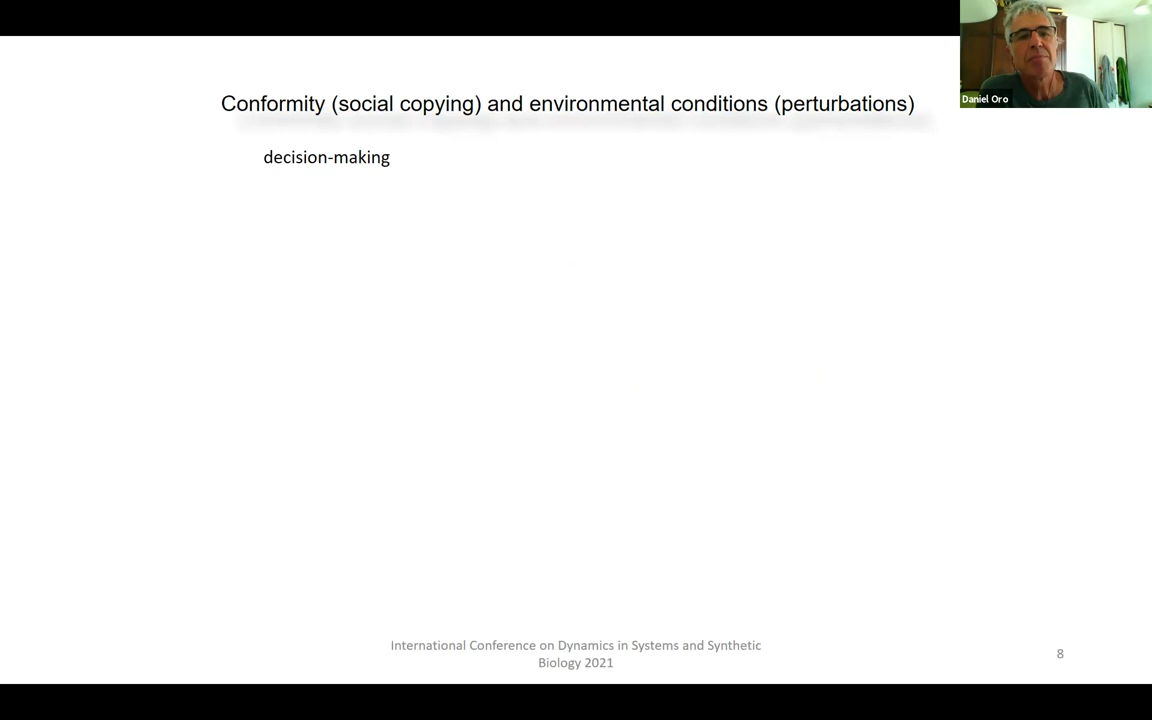 Conformity (social copying) and environmental conditions (perturbations)
decision-making
Daniel Oro
International Conference on Dynamics in Systems and Synthetic
Biology 2021
8